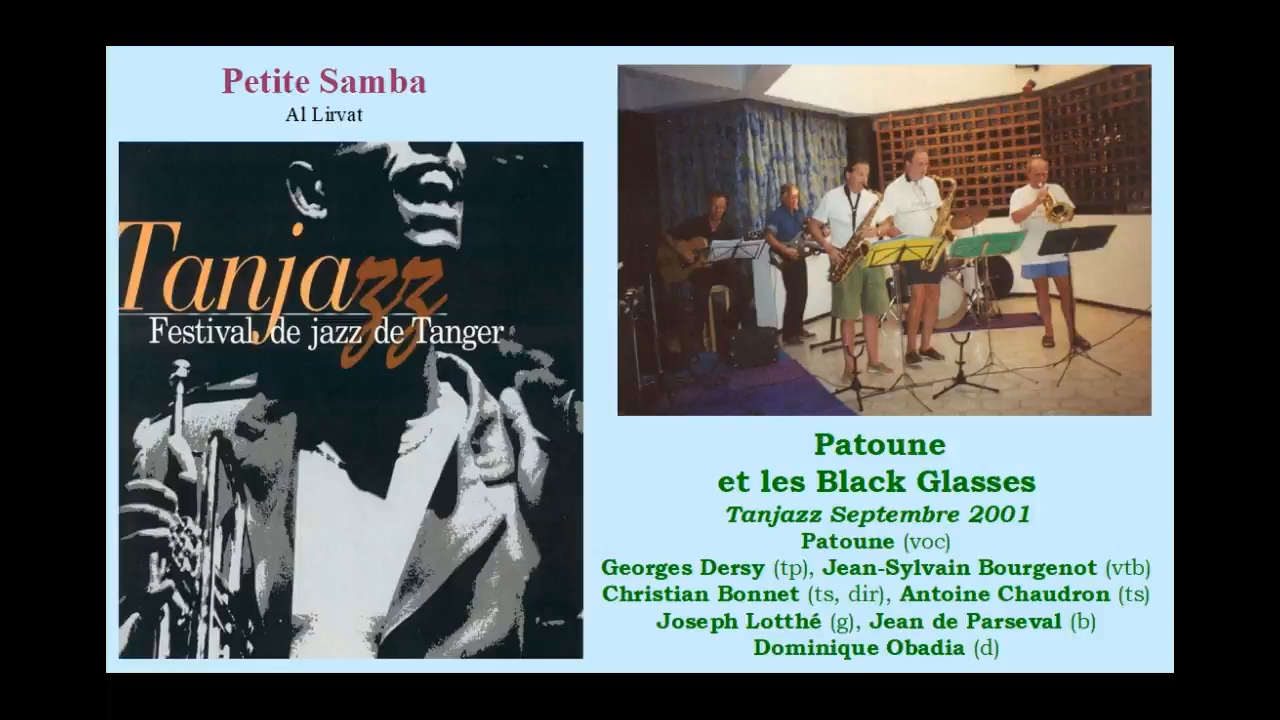 Petite Samba
Al Lirvat
Tanjazz
Festival de jazz de Tanger
Patoune
et les Black Glasses
Tanjazz Septembre 2001
Patoune (voc)
Georges Dersy (tp), Jean-Sylvain Bourgenot (vtb)
Christian Bonnet (ts, dir), Antoine Chaudron (ts)
Joseph Lotthé (g), Jean de Parseval (b)
Dominique Obadia (d)